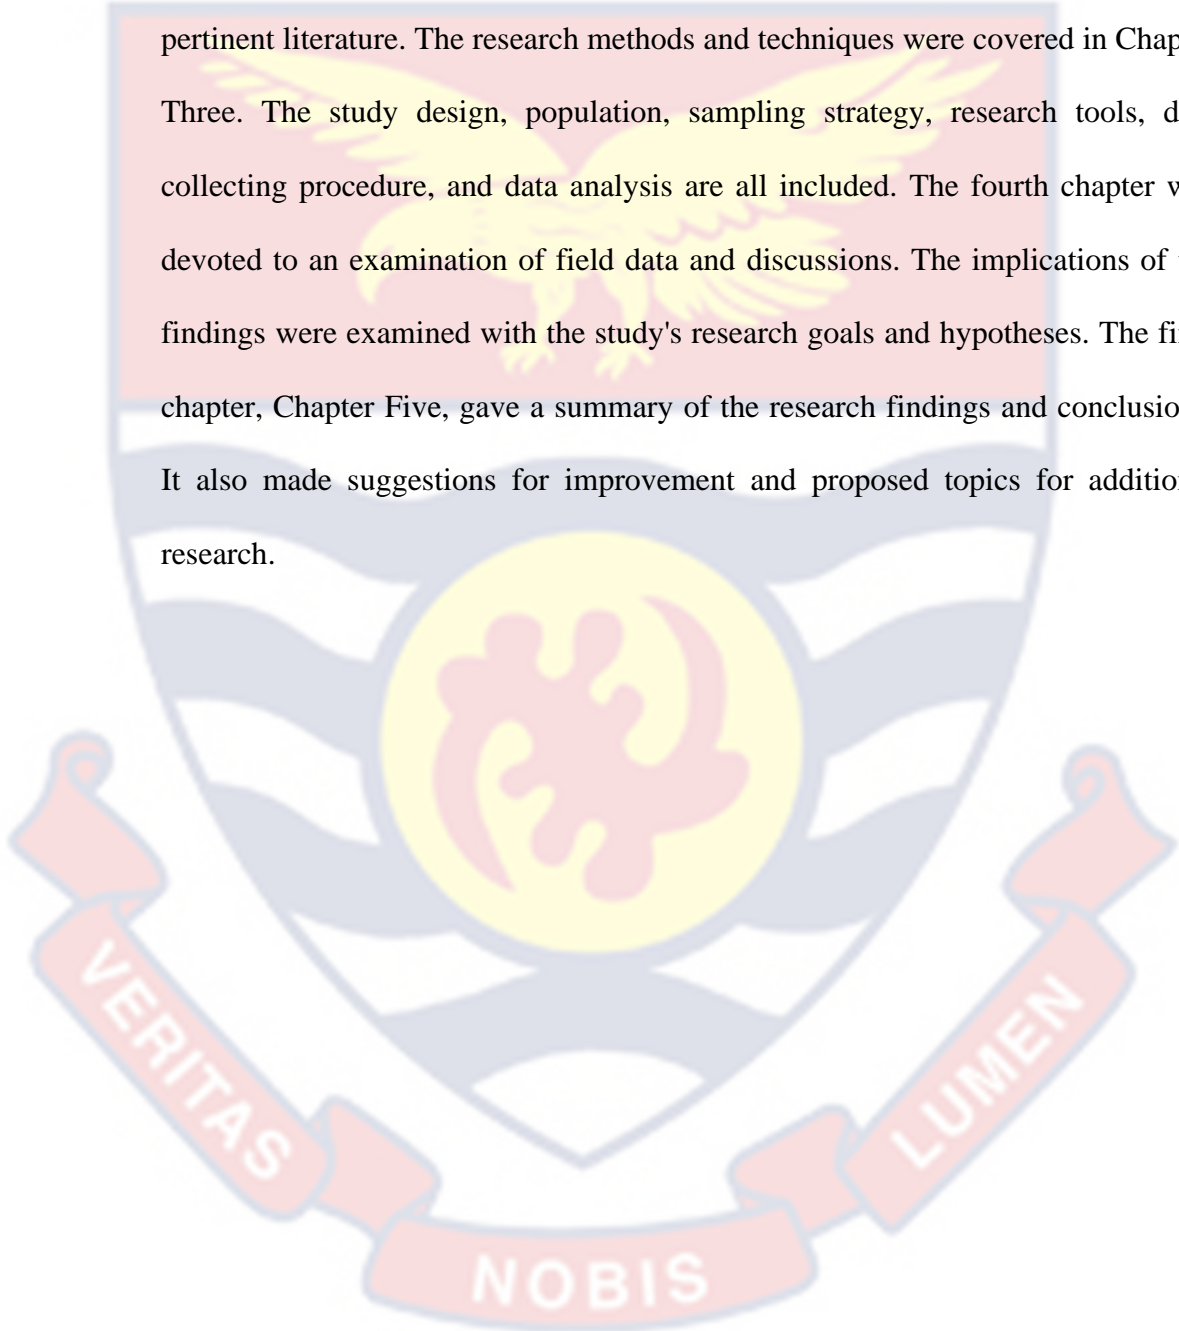 pertinent literature. The research methods and techniques were covered in Chap
Three. The study design, population, sampling strategy, research tools, d
collecting procedure, and data analysis are all included. The fourth chapter w
devoted to an examination of field data and discussions. The implications of
findings were examined with the study's research goals and hypotheses. The fi
chapter, Chapter Five, gave a summary of the research findings and conclusio
It also made suggestions for improvement and proposed topics for addition
research.
VERITAS
NOBIS
LUMEN